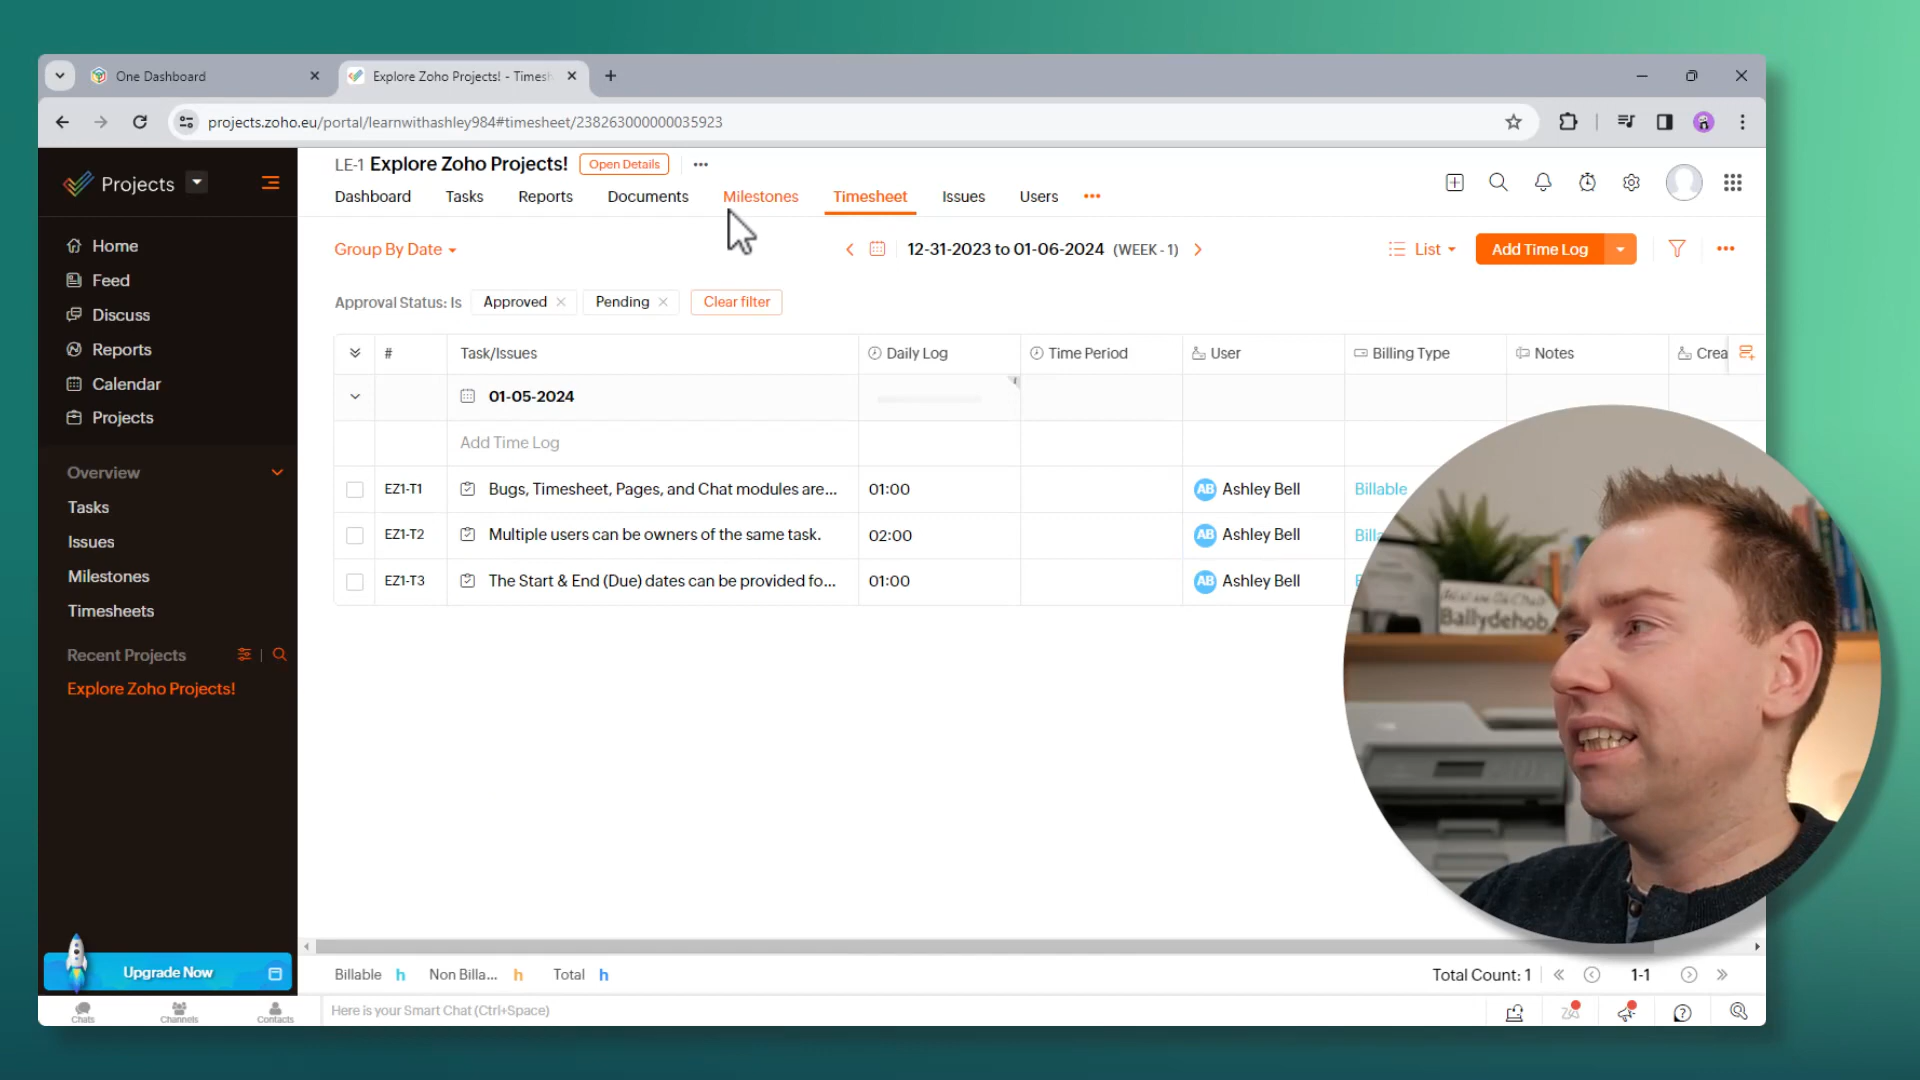 One Dashboard
Explore Zoho Projects! - Timesh
projects.zoho.eu/portal/learnwithashley984#timesheet/238263000000035923
Projects
LE-1 Explore Zoho Projects! Open Details
Dashboard Tasks Reports Documents Milestones Timesheet Issues Users
Home
Feed
Discuss
Reports
Calendar
Projects
Overview
Tasks
Issues
Milestones
Timesheets
Recent Projects
Explore Zoho Projects!
Upgrade Now
Chats Channels Contacts
Group By Date
12-31-2023 to 01-06-2024 (WEEK - 1)
List
Add Time Log
Approval Status: Is Approved Pending Clear filter
# Task/Issues Daily Log Time Period User Billing Type Notes Crea
01-05-2024
Add Time Log
EZ1-T1 Bugs, Timesheet, Pages, and Chat modules are... 01:00 AB Ashley Bell Billable
EZ1-T2 Multiple users can be owners of the same task. 02:00 AB Ashley Bell Billa
EZ1-T3 The Start & End (Due) dates can be provided fo... 01:00 AB Ashley Bell
Ballydehob
Billable h Non Billa... h Total h
Total Count: 1 1-1
Here is your Smart Chat (Ctrl+Space)